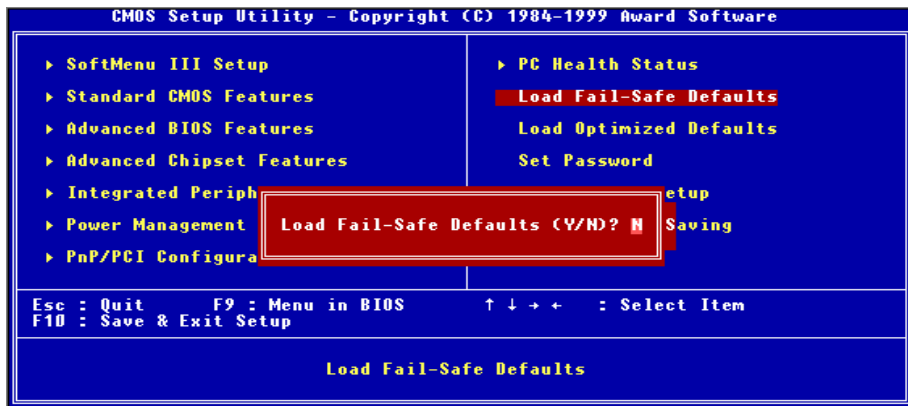 CMOS Setup Utility - Copyright (C) 1984-1999 Award Software
▸ SoftMenu III Setup
▸ Standard CMOS Features
▸ Advanced BIOS Features
▸ Advanced Chipset Features
▸ Integrated Periph
▸ Power Management
▸ PnP/PCI Configura
▸ PC Health Status
Load Fail-Safe Defaults
Load Optimized Defaults
Set Password
etup
Saving
Load Fail-Safe Defaults (Y/N)? N
Esc : Quit F9 : Menu in BIOS ↑ ↓ → ← : Select Item
F10 : Save & Exit Setup
Load Fail-Safe Defaults